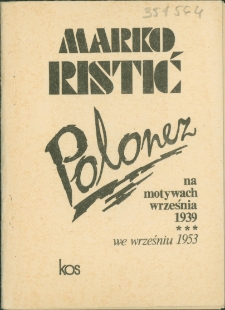 351564
MARKO
RISTIĆ
Polonez
na
motywach
września
1939
***
we wrześniu 1953
kos